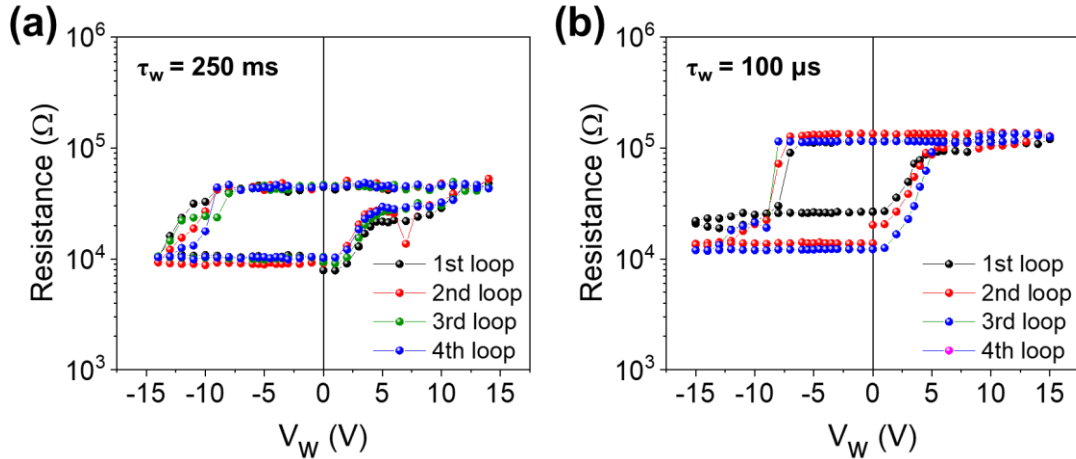 (a)
τw = 250 ms
Resistance (Ω)
10⁶
10⁵
10⁴
10³
-15 -10 -5 0 5 10 15
V_W (V)
1st loop
2nd loop
3rd loop
4th loop
(b)
τw = 100 µs
Resistance (Ω)
10⁶
10⁵
10⁴
10³
-15 -10 -5 0 5 10 15
V_W (V)
1st loop
2nd loop
3rd loop
4th loop